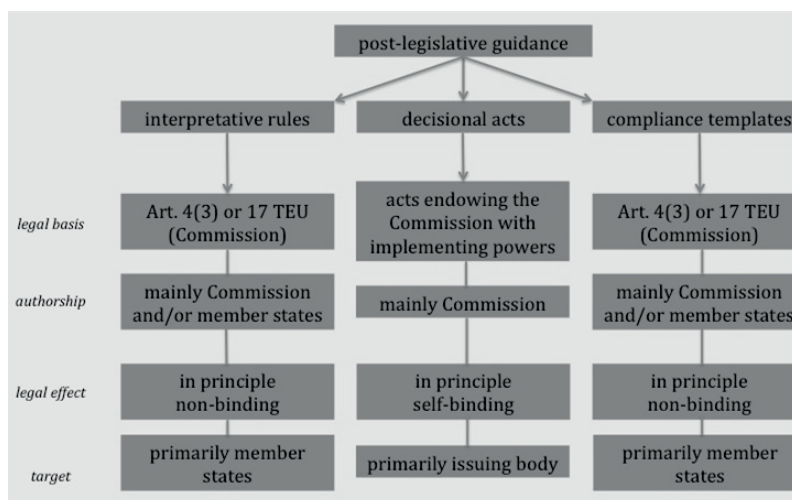 post-legislative guidance
interpretative rules
decisional acts
compliance templates
legal basis
Art. 4(3) or 17 TEU
(Commission)
acts endowing the
Commission with
implementing powers
Art. 4(3) or 17 TEU
(Commission)
authorship
mainly Commission
and/or member states
mainly Commission
mainly Commission
and/or member states
legal effect
in principle
non-binding
in principle
self-binding
in principle
non-binding
target
primarily member
states
primarily issuing body
primarily member
states